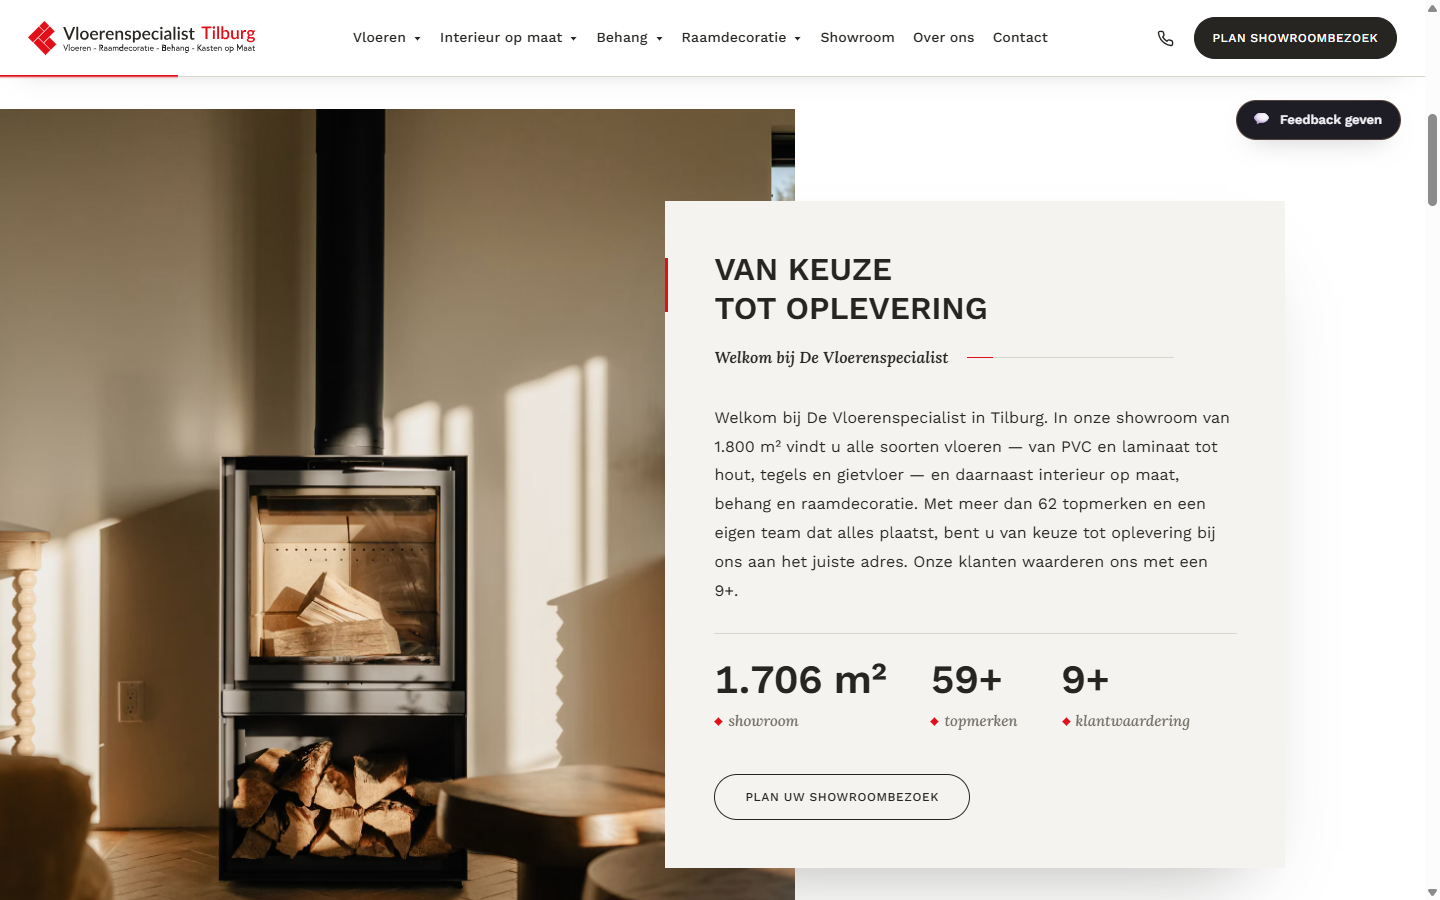 Vloerenspecialist Tilburg
Vloeren - Raamdecoratie - Behang - Kasten op Maat
Vloeren
Interieur op maat
Behang
Raamdecoratie
Showroom
Over ons
Contact
PLAN SHOWROOMBEZOEK
Feedback geven
VAN KEUZE
TOT OPLEVERING
Welkom bij De Vloerenspecialist
Welkom bij De Vloerenspecialist in Tilburg. In onze showroom van
1.800 m² vindt u alle soorten vloeren — van PVC en laminaat tot
hout, tegels en gietvloer — en daarnaast interieur op maat,
behang en raamdecoratie. Met meer dan 62 topmerken en een
eigen team dat alles plaatst, bent u van keuze tot oplevering bij
ons aan het juiste adres. Onze klanten waarderen ons met een
9+.
1.706 m²
showroom
59+
topmerken
9+
klantwaardering
PLAN UW SHOWROOMBEZOEK